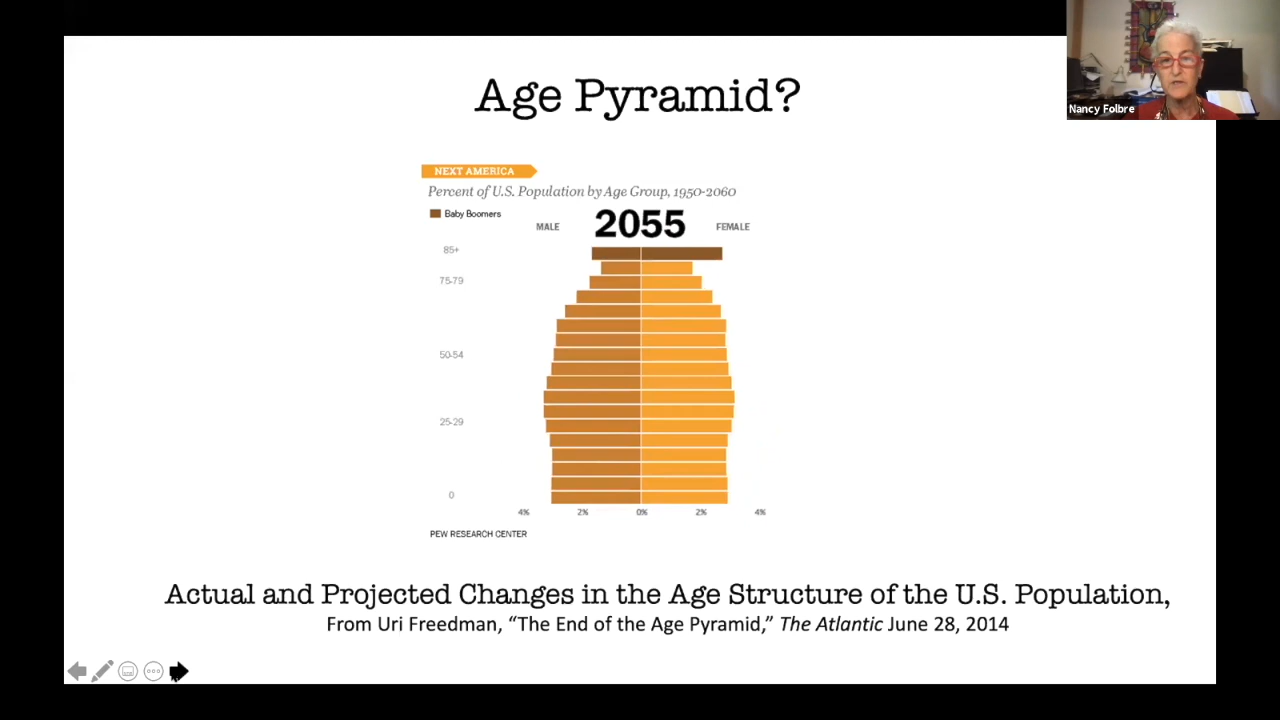 Age Pyramid?
Nancy Folbre
NEXT AMERICA
Percent of U.S. Population by Age Group, 1950-2060
Baby Boomers
MALE 2055 FEMALE
85+
75-79
50-54
25-29
0
4% 2% 0% 2% 4%
PEW RESEARCH CENTER
Actual and Projected Changes in the Age Structure of the U.S. Population,
From Uri Freedman, “The End of the Age Pyramid,” The Atlantic June 28, 2014